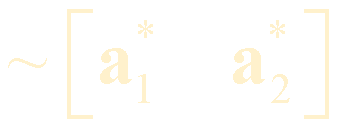 ~ [ a₁* a₂* ]